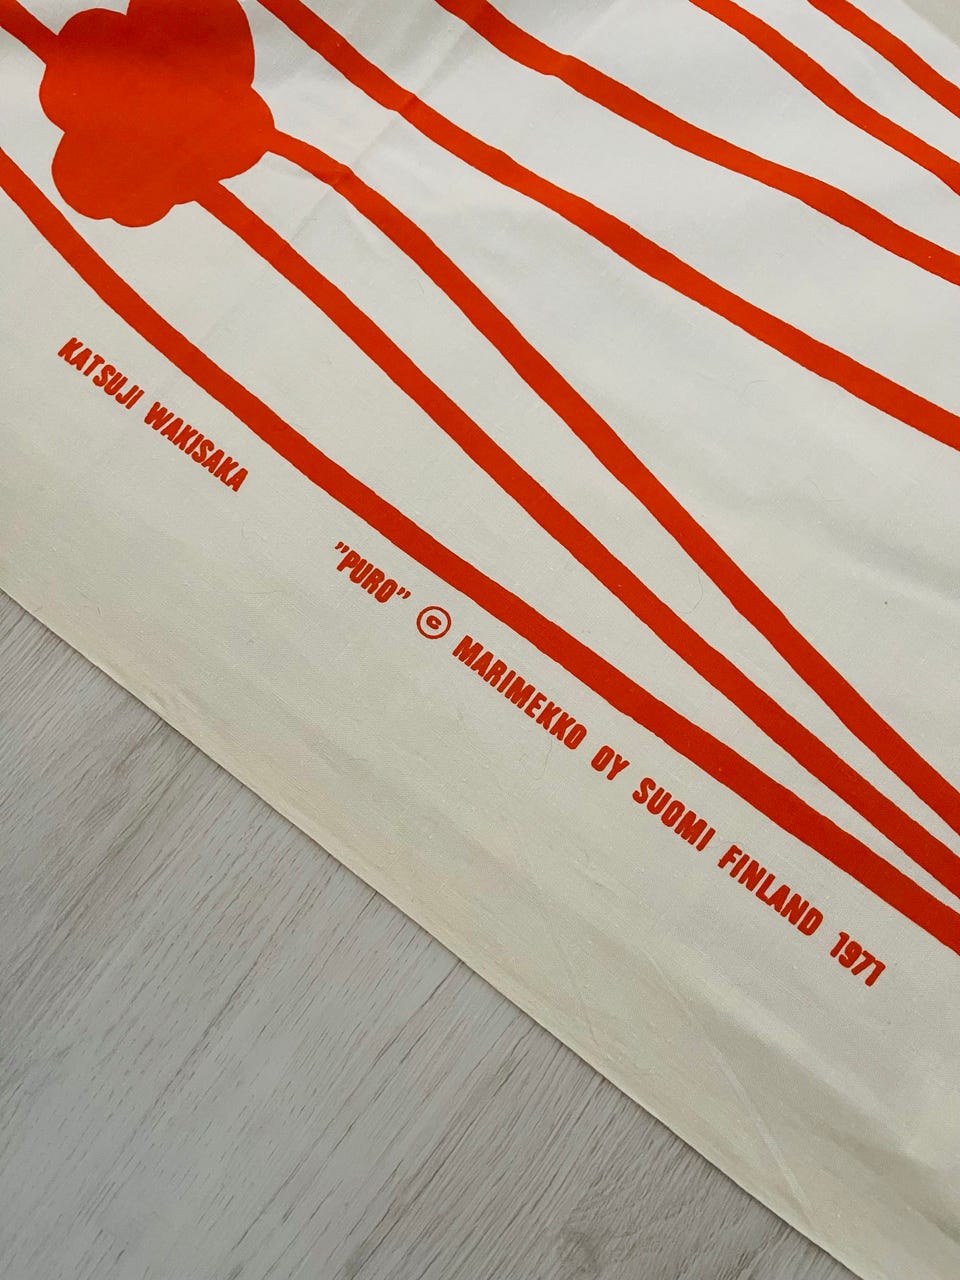 KATSUJI WAKISAKA
”PURO” © MARIMEKKO OY SUOMI FINLAND 1971